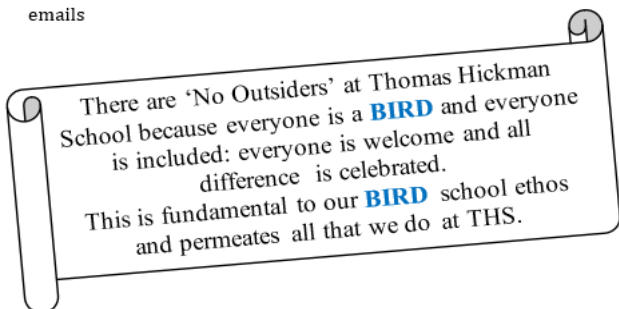 emails
There are ‘No Outsiders’ at Thomas Hickman
School because everyone is a BIRD and everyone
is included: everyone is welcome and all
difference is celebrated.
This is fundamental to our BIRD school ethos
and permeates all that we do at THS.